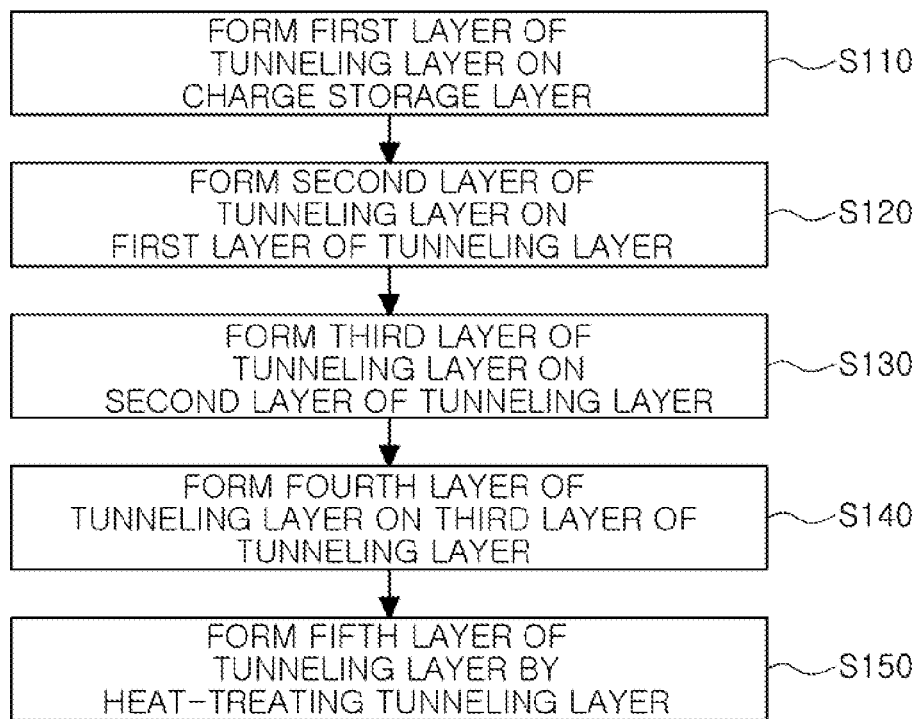 FORM FIRST LAYER OF
TUNNELING LAYER ON
CHARGE STORAGE LAYER
S110
FORM SECOND LAYER OF
TUNNELING LAYER ON
FIRST LAYER OF TUNNELING LAYER
S120
FORM THIRD LAYER OF
TUNNELING LAYER ON
SECOND LAYER OF TUNNELING LAYER
S130
FORM FOURTH LAYER OF
TUNNELING LAYER ON THIRD LAYER OF
TUNNELING LAYER
S140
FORM FIFTH LAYER OF
TUNNELING LAYER BY
HEAT-TREATING TUNNELING LAYER
S150